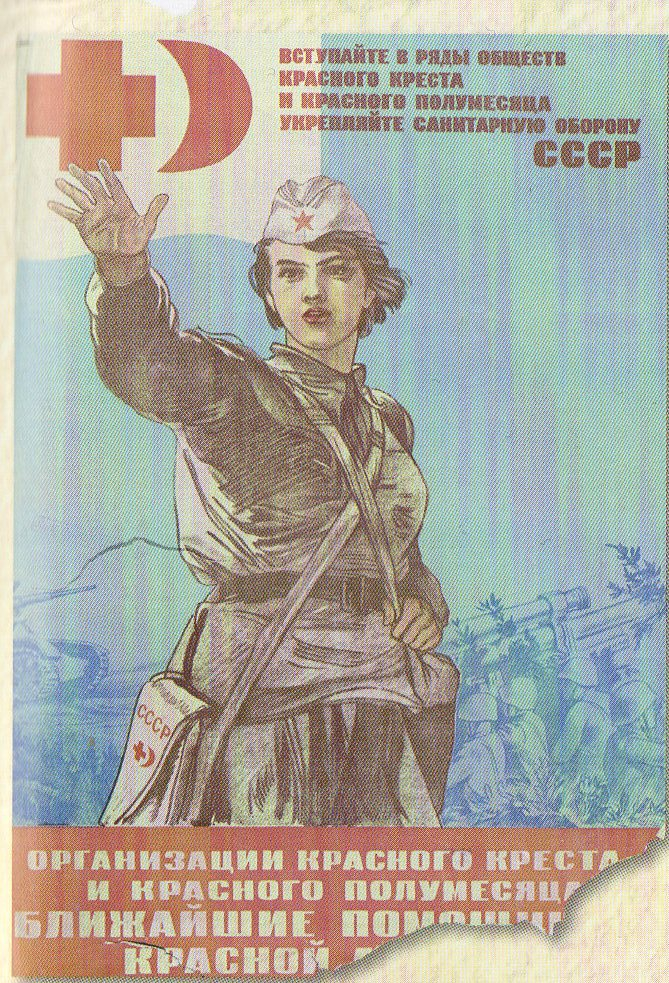 ВСТУПАЙТЕ В РЯДЫ ОБЩЕСТВ
КРАСНОГО КРЕСТА
И КРАСНОГО ПОЛУМЕСЯЦА
УКРЕПЛЯЙТЕ САНИТАРНУЮ ОБОРОНУ
СССР
СССР
ОРГАНИЗАЦИИ КРАСНОГО КРЕСТА
И КРАСНОГО ПОЛУМЕСЯЦА
БЛИЖАЙШИЕ
КРАСНОЙ